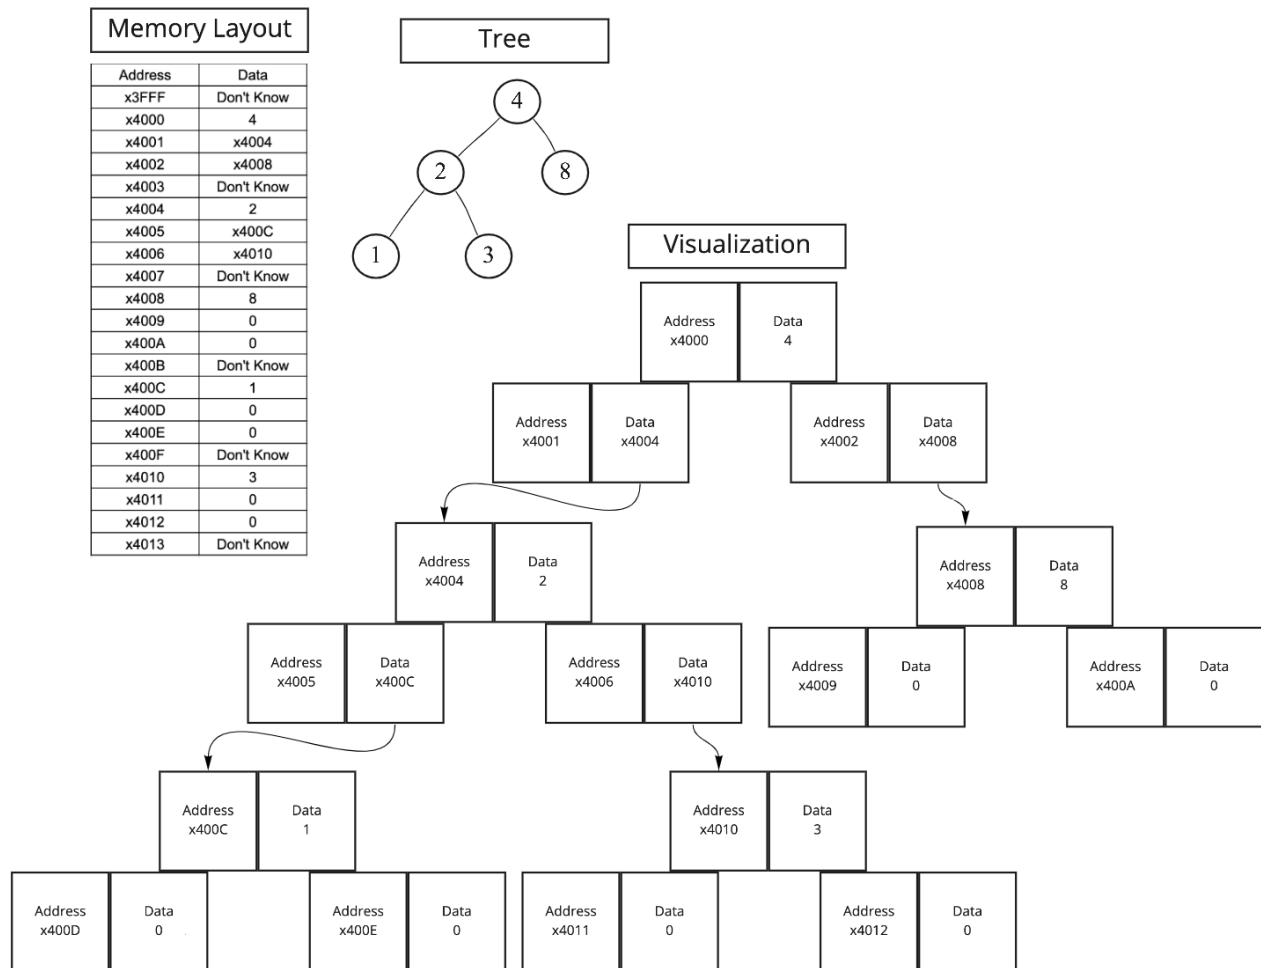 Memory Layout
Address Data
x3FFF Don't Know
x4000 4
x4001 x4004
x4002 x4008
x4003 Don't Know
x4004 2
x4005 x400C
x4006 x4010
x4007 Don't Know
x4008 8
x4009 0
x400A 0
x400B Don't Know
x400C 1
x400D 0
x400E 0
x400F Don't Know
x4010 3
x4011 0
x4012 0
x4013 Don't Know
Tree
4
2 8
1 3
Visualization
Address Data
x4000 4
Address Data Address Data
x4001 x4004 x4002 x4008
Address Data Address Data
x4004 2 x4008 8
Address Data Address Data Address Data Address Data
x4005 x400C x4006 x4010 x4009 0 x400A 0
Address Data Address Data
x400C 1 x4010 3
Address Data Address Data Address Data Address Data
x400D 0 x400E 0 x4011 0 x4012 0